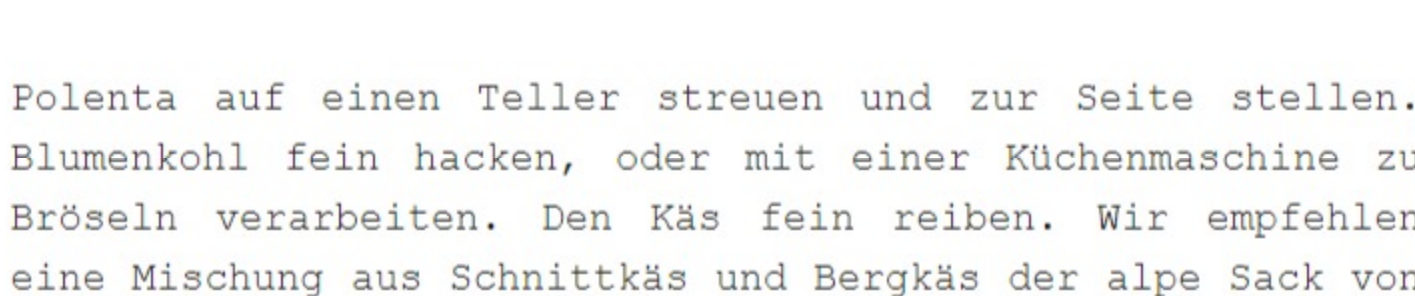 Polenta auf einen Teller streuen und zur Seite stellen.
Blumenkohl fein hacken, oder mit einer Küchenmaschine zu
Bröseln verarbeiten. Den Käs fein reiben. Wir empfehlen
eine Mischung aus Schnittkäs und Bergkäs der alpe Sack von